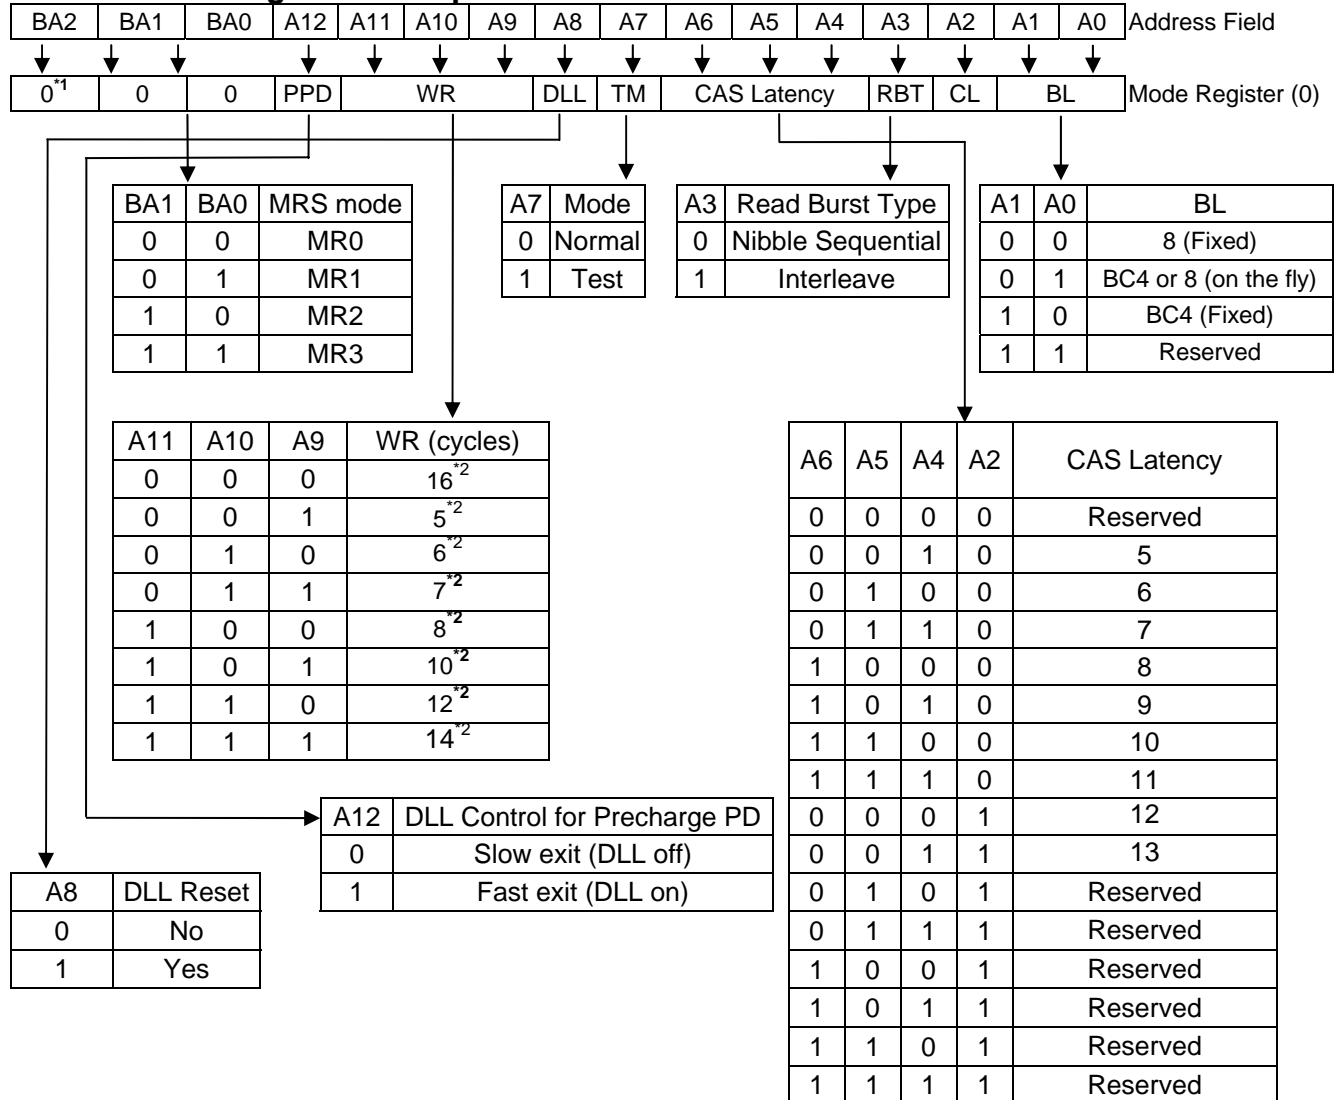 BA2 BA1 BA0 A12 A11 A10 A9 A8 A7 A6 A5 A4 A3 A2 A1 A0 Address Field
0*1 0 0 PPD WR DLL TM CAS Latency RBT CL BL Mode Register (0)
BA1 BA0 MRS mode
0 0 MR0
0 1 MR1
1 0 MR2
1 1 MR3
A7 Mode
0 Normal
1 Test
A3 Read Burst Type
0 Nibble Sequential
1 Interleave
A1 A0 BL
0 0 8 (Fixed)
0 1 BC4 or 8 (on the fly)
1 0 BC4 (Fixed)
1 1 Reserved
A11 A10 A9 WR (cycles)
0 0 0 16*2
0 0 1 5*2
0 1 0 6*2
0 1 1 7*2
1 0 0 8*2
1 0 1 10*2
1 1 0 12*2
1 1 1 14*2
A6 A5 A4 A2 CAS Latency
0 0 0 0 Reserved
0 0 1 0 5
0 1 0 0 6
0 1 1 0 7
1 0 0 0 8
1 0 1 0 9
1 1 0 0 10
1 1 1 0 11
0 0 0 1 12
0 0 1 1 13
0 1 0 1 Reserved
0 1 1 1 Reserved
1 0 0 1 Reserved
1 0 1 1 Reserved
1 1 0 1 Reserved
1 1 1 1 Reserved
A12 DLL Control for Precharge PD
0 Slow exit (DLL off)
1 Fast exit (DLL on)
A8 DLL Reset
0 No
1 Yes